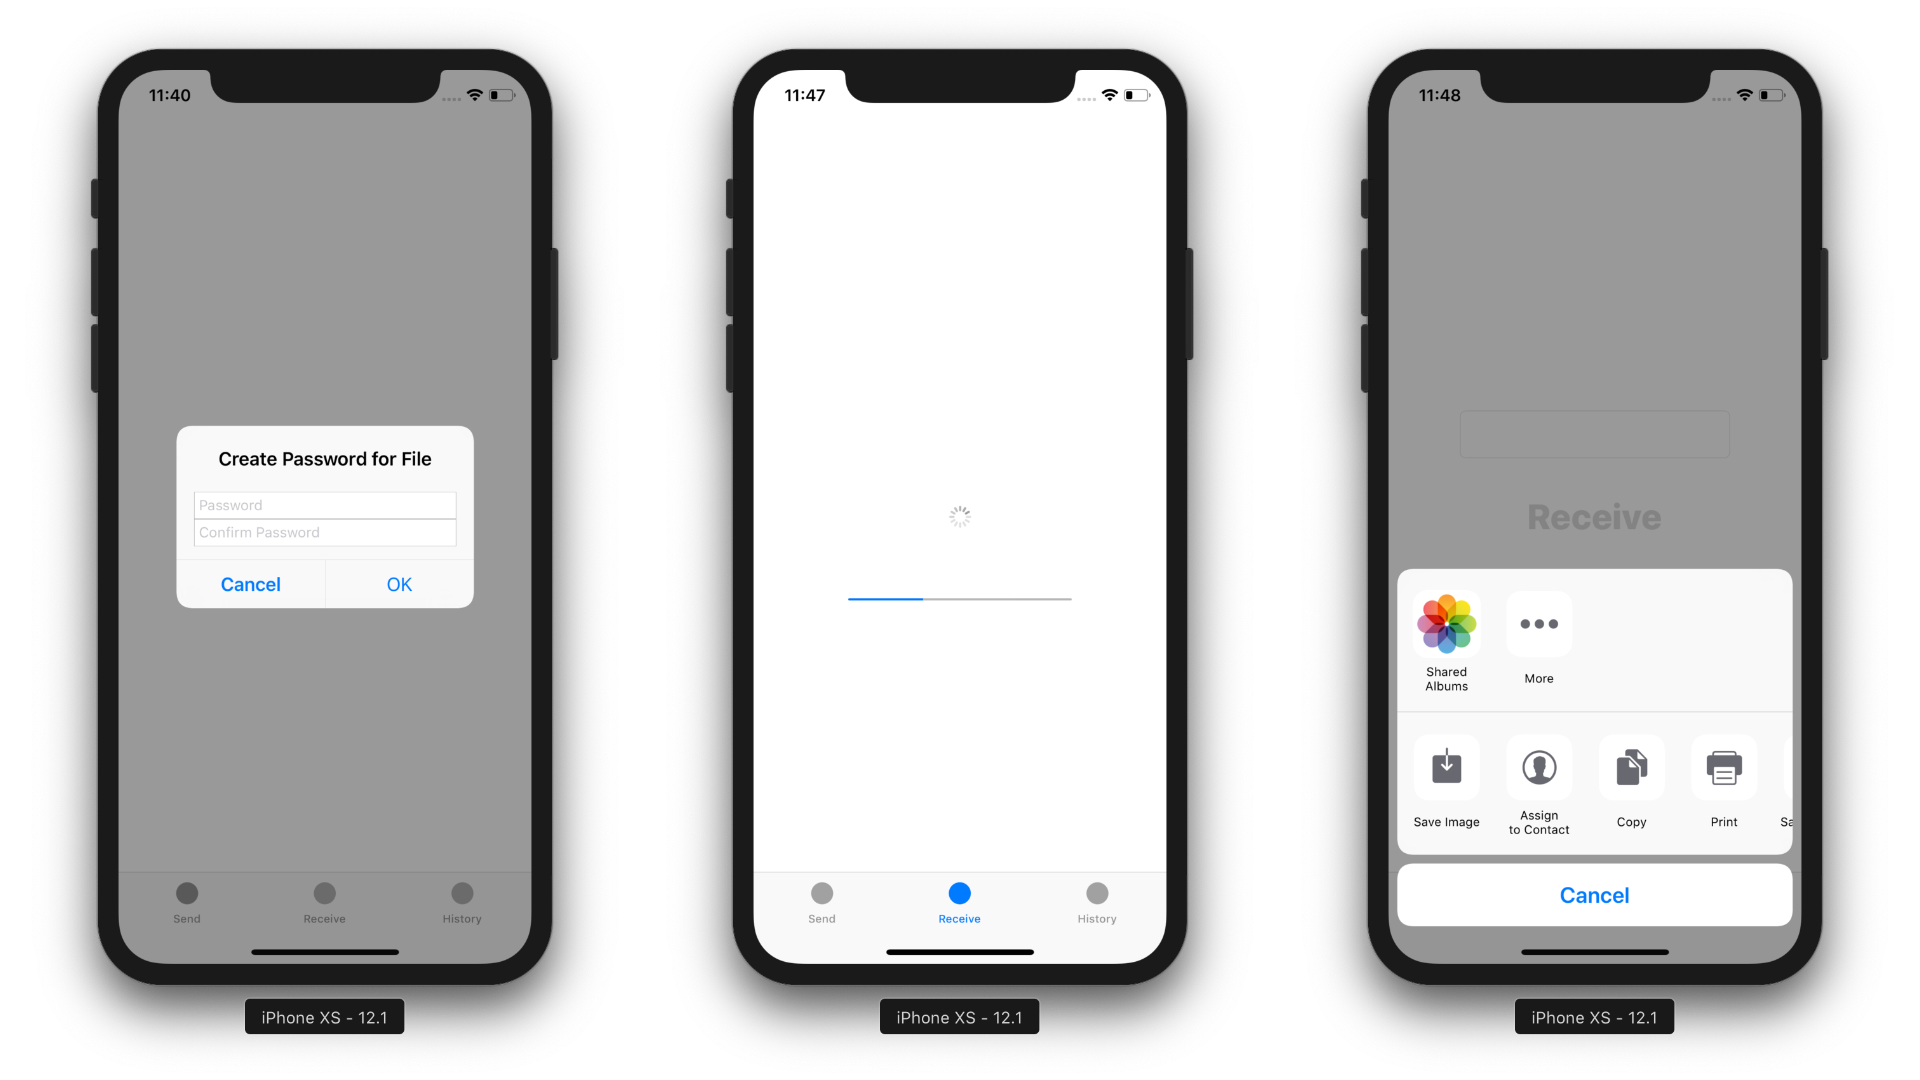 11:40
Create Password for File
Password
Confirm Password
Cancel
OK
Send
Receive
History
iPhone XS - 12.1
11:47
Send
Receive
History
iPhone XS - 12.1
11:48
Receive
Shared
Albums
More
Save Image
Assign
to Contact
Copy
Print
Sa
Cancel
iPhone XS - 12.1